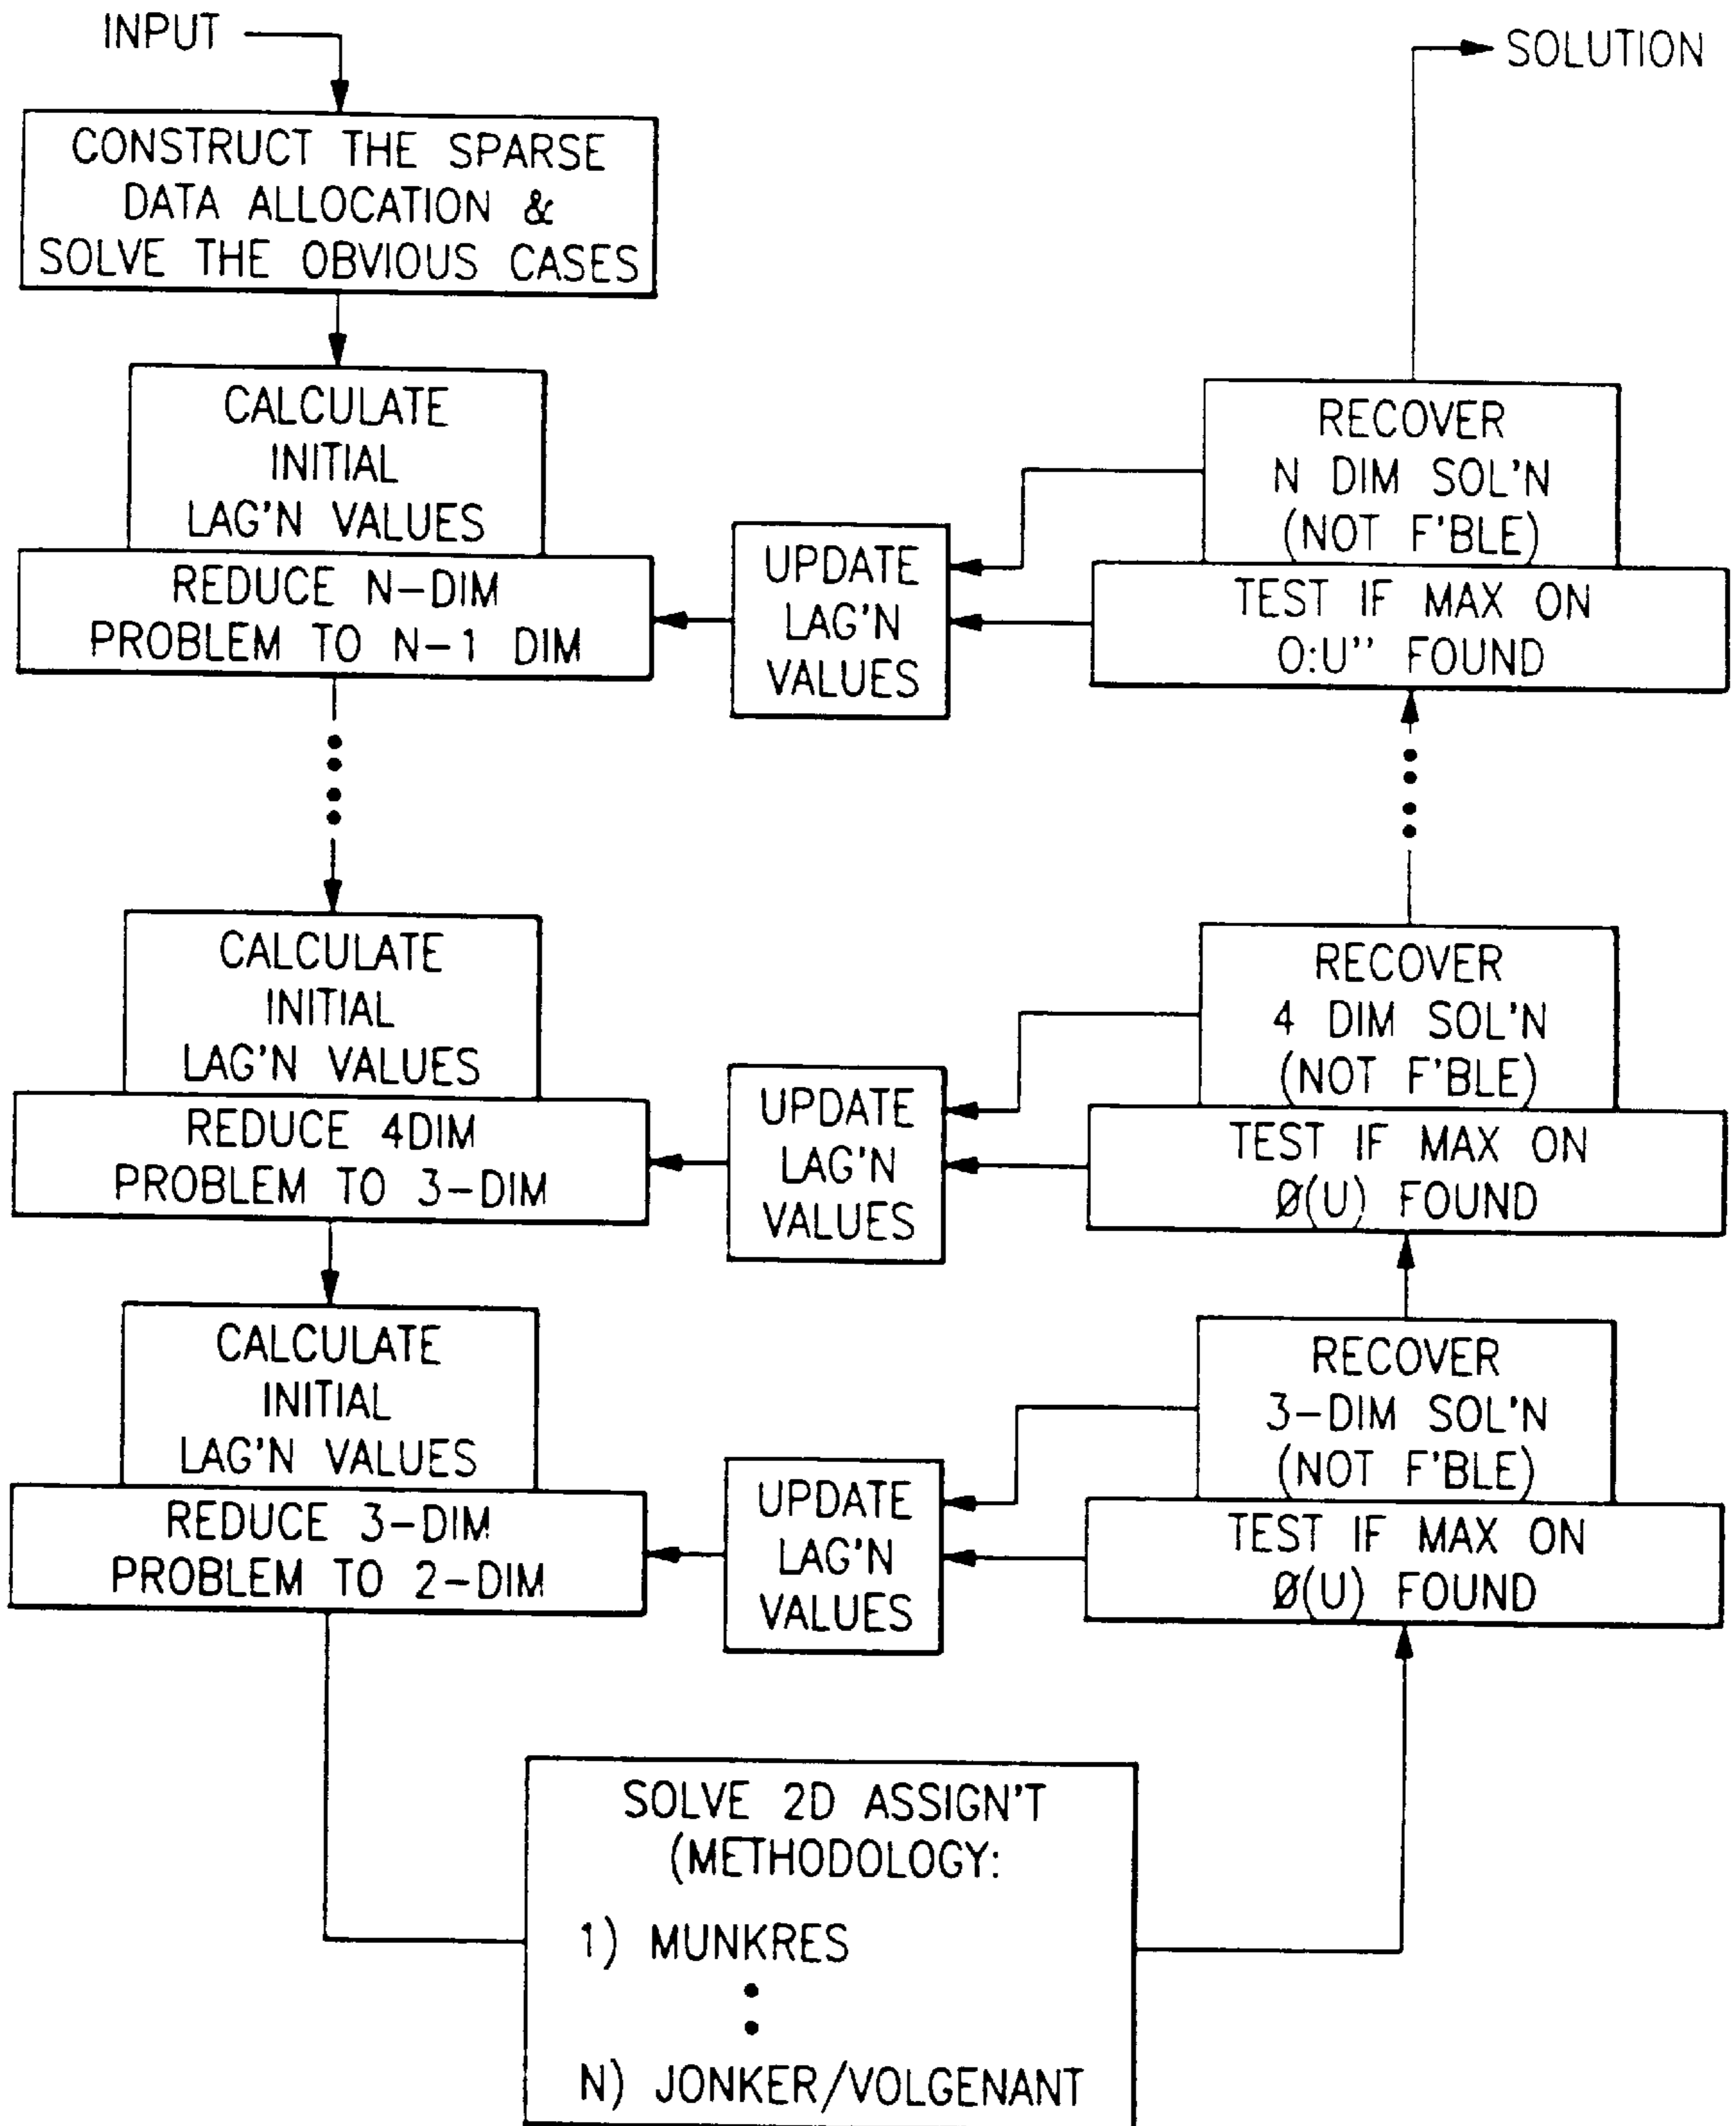 INPUT
SOLUTION
CONSTRUCT THE SPARSE
DATA ALLOCATION &
SOLVE THE OBVIOUS CASES
CALCULATE
INITIAL
LAG'N VALUES
REDUCE N-DIM
PROBLEM TO N-1 DIM
UPDATE
LAG'N
VALUES
RECOVER
N DIM SOL'N
(NOT F'BLE)
TEST IF MAX ON
O:U'' FOUND
CALCULATE
INITIAL
LAG'N VALUES
REDUCE 4DIM
PROBLEM TO 3-DIM
UPDATE
LAG'N
VALUES
RECOVER
4 DIM SOL'N
(NOT F'BLE)
TEST IF MAX ON
Ø(U) FOUND
CALCULATE
INITIAL
LAG'N VALUES
REDUCE 3-DIM
PROBLEM TO 2-DIM
UPDATE
LAG'N
VALUES
RECOVER
3-DIM SOL'N
(NOT F'BLE)
TEST IF MAX ON
Ø(U) FOUND
SOLVE 2D ASSIGN'T
(METHODOLOGY:
1) MUNKRES
N) JONKER/VOLGENANT